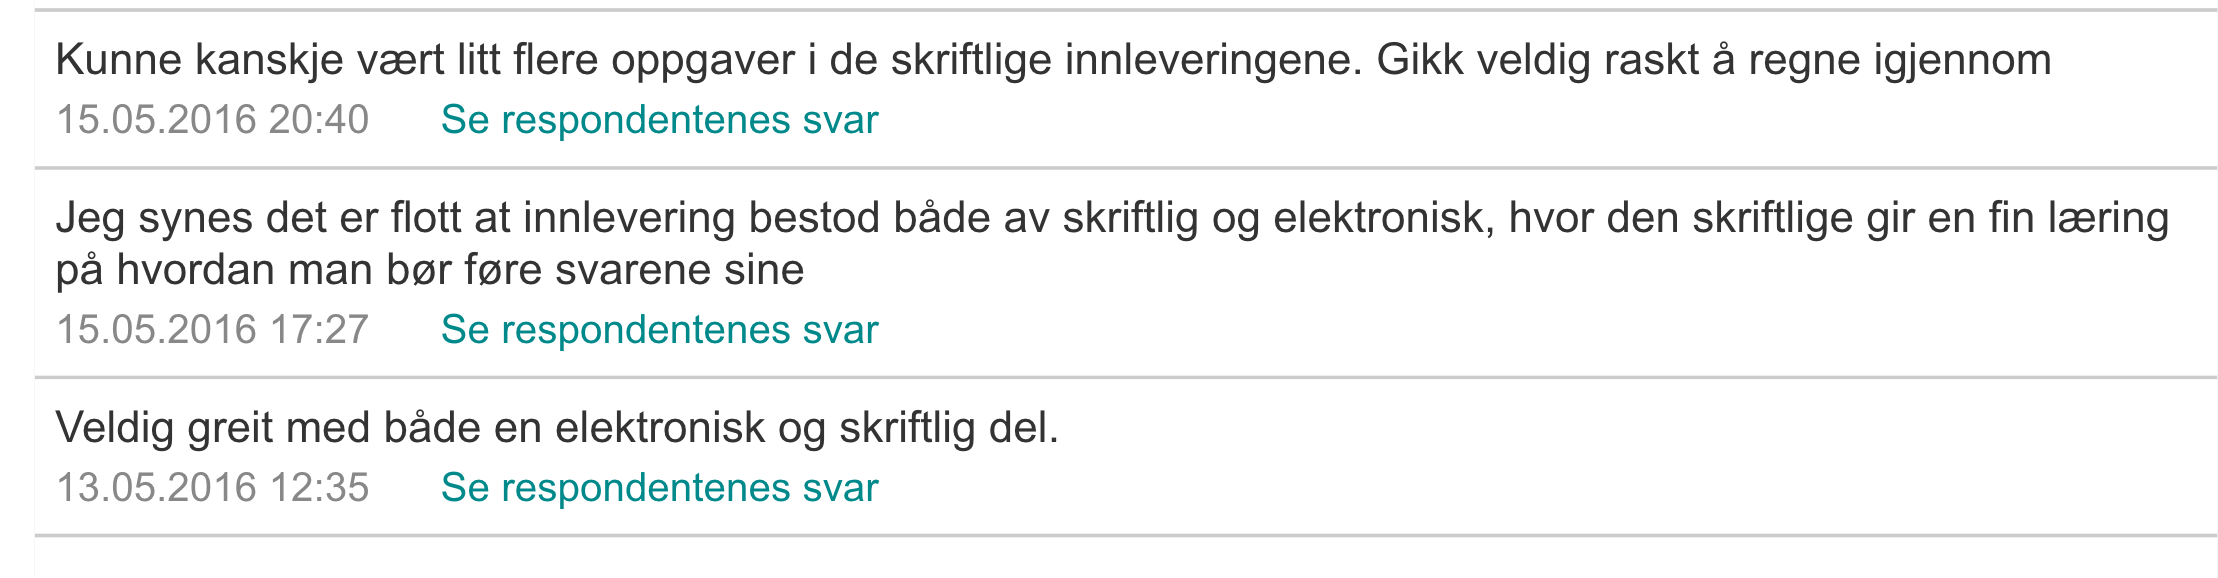 Kunne kanskje vært litt flere oppgaver i de skriftlige innleveringene. Gikk veldig raskt å regne igjennom
15.05.2016 20:40 Se respondentenes svar
Jeg synes det er flott at innlevering bestod både av skriftlig og elektronisk, hvor den skriftlige gir en fin læring
på hvordan man bør føre svarene sine
15.05.2016 17:27 Se respondentenes svar
Veldig greit med både en elektronisk og skriftlig del.
13.05.2016 12:35 Se respondentenes svar